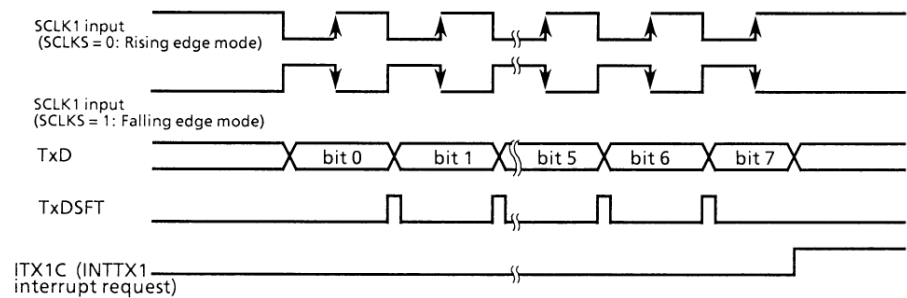 SCLK1 input
(SCLKS = 0: Rising edge mode)
SCLK1 input
(SCLKS = 1: Falling edge mode)
TxD
bit 0 bit 1 bit 5 bit 6 bit 7
TxDSFT
ITX1C (INTTX1
interrupt request)